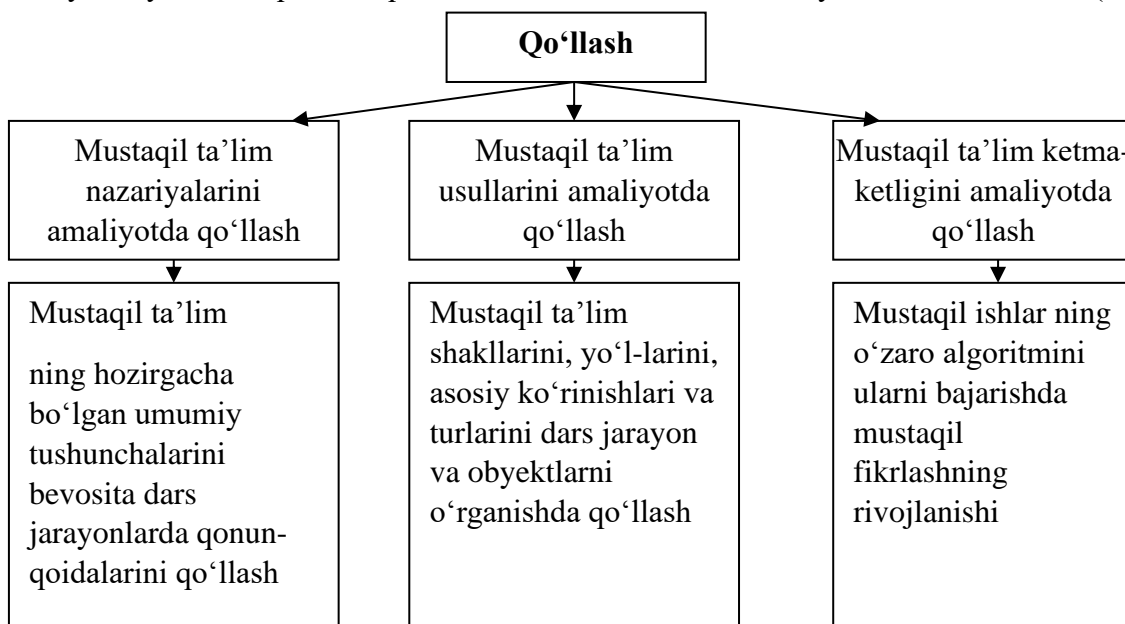 Qo‘llash
Mustaqil ta’lim
nazariyalarini
amaliyotda qo‘llash
Mustaqil ta’lim
usullarini amaliyotda
qo‘llash
Mustaqil ta’lim ketma-
ketligini amaliyotda
qo‘llash
Mustaqil ta’lim
ning hozirgacha
bo‘lgan umumiy
tushunchalarini
bevosita dars
jarayonlarda qonun-
qoidalarini qo‘llash
Mustaqil ta’lim
shakllarini, yo‘l-larini,
asosiy ko‘rinishlari va
turlarini dars jarayon
va obyektlarni
o‘rganishda qo‘llash
Mustaqil ishlar ning
o‘zaro algoritmini
ularni bajarishda
mustaqil
fikrlashning
rivojlanishi